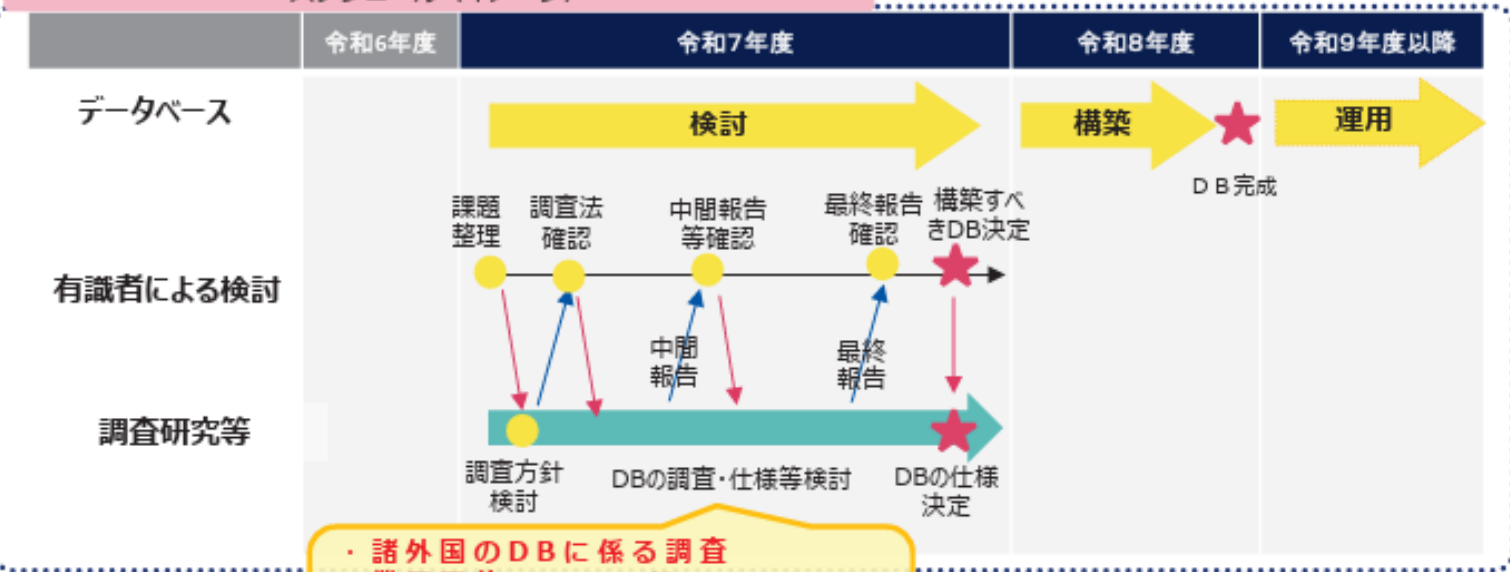 令和6年度
令和7年度
令和8年度
令和9年度以降
データベース
検討
構築
運用
DB完成
課題
整理
調査法
確認
中間報告
等確認
最終報告
確認
構築すべ
きDB決定
有識者による検討
中間
報告
最終
報告
調査研究等
調査方針
検討
DBの調査・仕様等検討
DBの仕様
決定
・ 諸外国のDBに係る調査